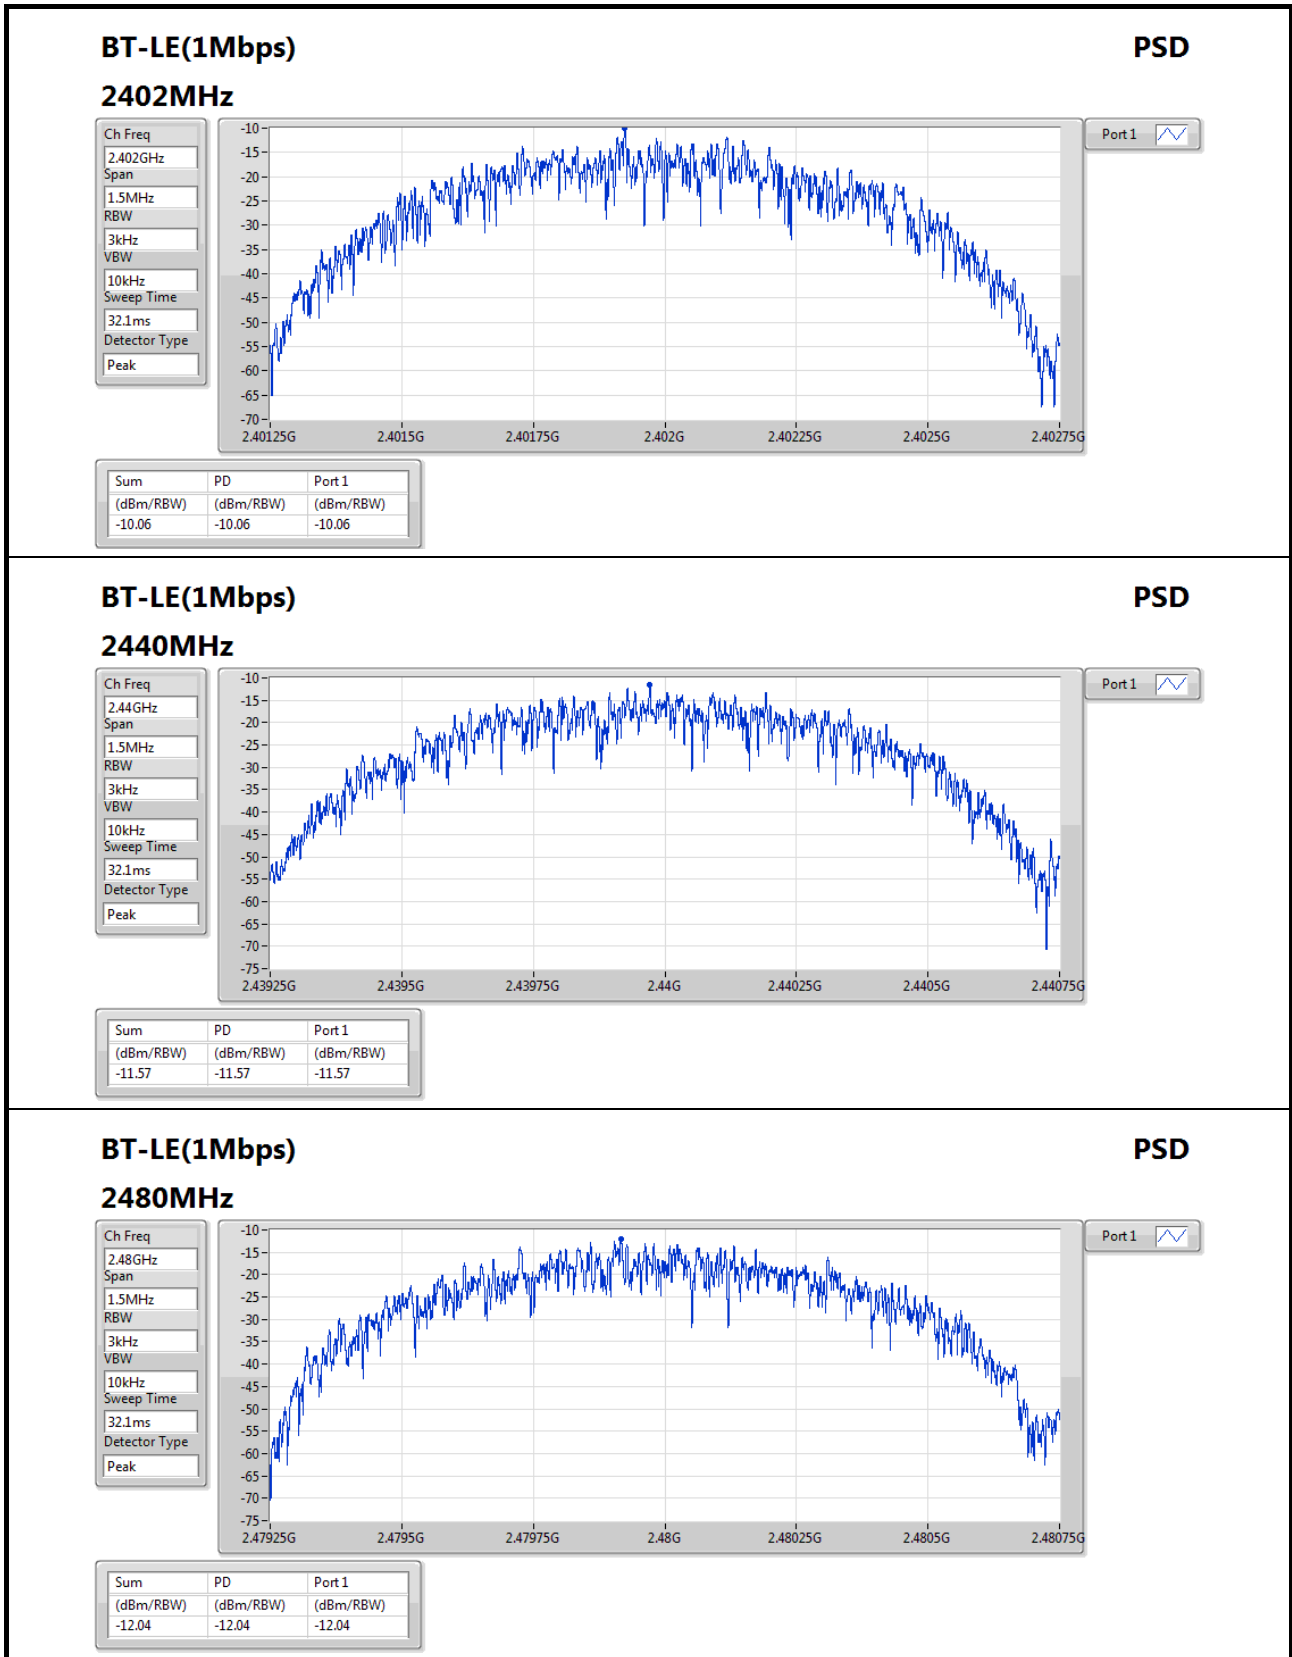 BT-LE(1Mbps) PSD
2402MHz
Ch Freq
2.402GHz
Span
1.5MHz
RBW
3kHz
VBW
10kHz
Sweep Time
32.1ms
Detector Type
Peak
-10
-15
-20
-25
-30
-35
-40
-45
-50
-55
-60
-65
-70
2.40125G 2.4015G 2.40175G 2.402G 2.40225G 2.4025G 2.40275G
Port 1
Sum PD Port 1
(dBm/RBW) (dBm/RBW) (dBm/RBW)
-10.06 -10.06 -10.06
BT-LE(1Mbps) PSD
2440MHz
Ch Freq
2.44GHz
Span
1.5MHz
RBW
3kHz
VBW
10kHz
Sweep Time
32.1ms
Detector Type
Peak
-10
-15
-20
-25
-30
-35
-40
-45
-50
-55
-60
-65
-70
-75
2.43925G 2.4395G 2.43975G 2.44G 2.44025G 2.4405G 2.44075G
Port 1
Sum PD Port 1
(dBm/RBW) (dBm/RBW) (dBm/RBW)
-11.57 -11.57 -11.57
BT-LE(1Mbps) PSD
2480MHz
Ch Freq
2.48GHz
Span
1.5MHz
RBW
3kHz
VBW
10kHz
Sweep Time
32.1ms
Detector Type
Peak
-10
-15
-20
-25
-30
-35
-40
-45
-50
-55
-60
-65
-70
-75
2.47925G 2.4795G 2.47975G 2.48G 2.48025G 2.4805G 2.48075G
Port 1
Sum PD Port 1
(dBm/RBW) (dBm/RBW) (dBm/RBW)
-12.04 -12.04 -12.04